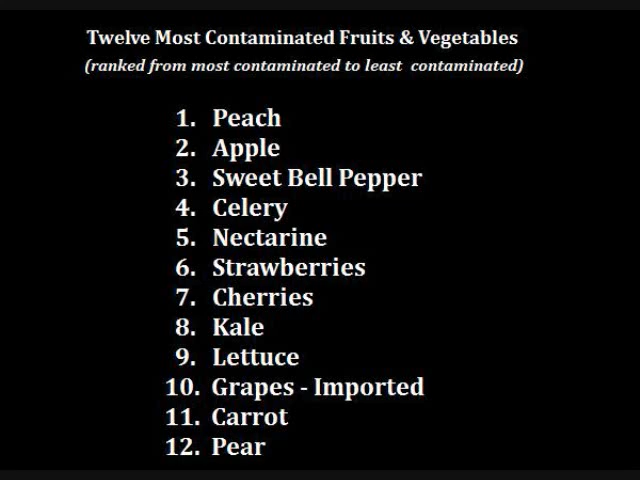 Twelve Most Contaminated Fruits & Vegetables
(ranked from most contaminated to least contaminated)
1. Peach
2. Apple
3. Sweet Bell Pepper
4. Celery
5. Nectarine
6. Strawberries
7. Cherries
8. Kale
9. Lettuce
10. Grapes - Imported
11. Carrot
12. Pear